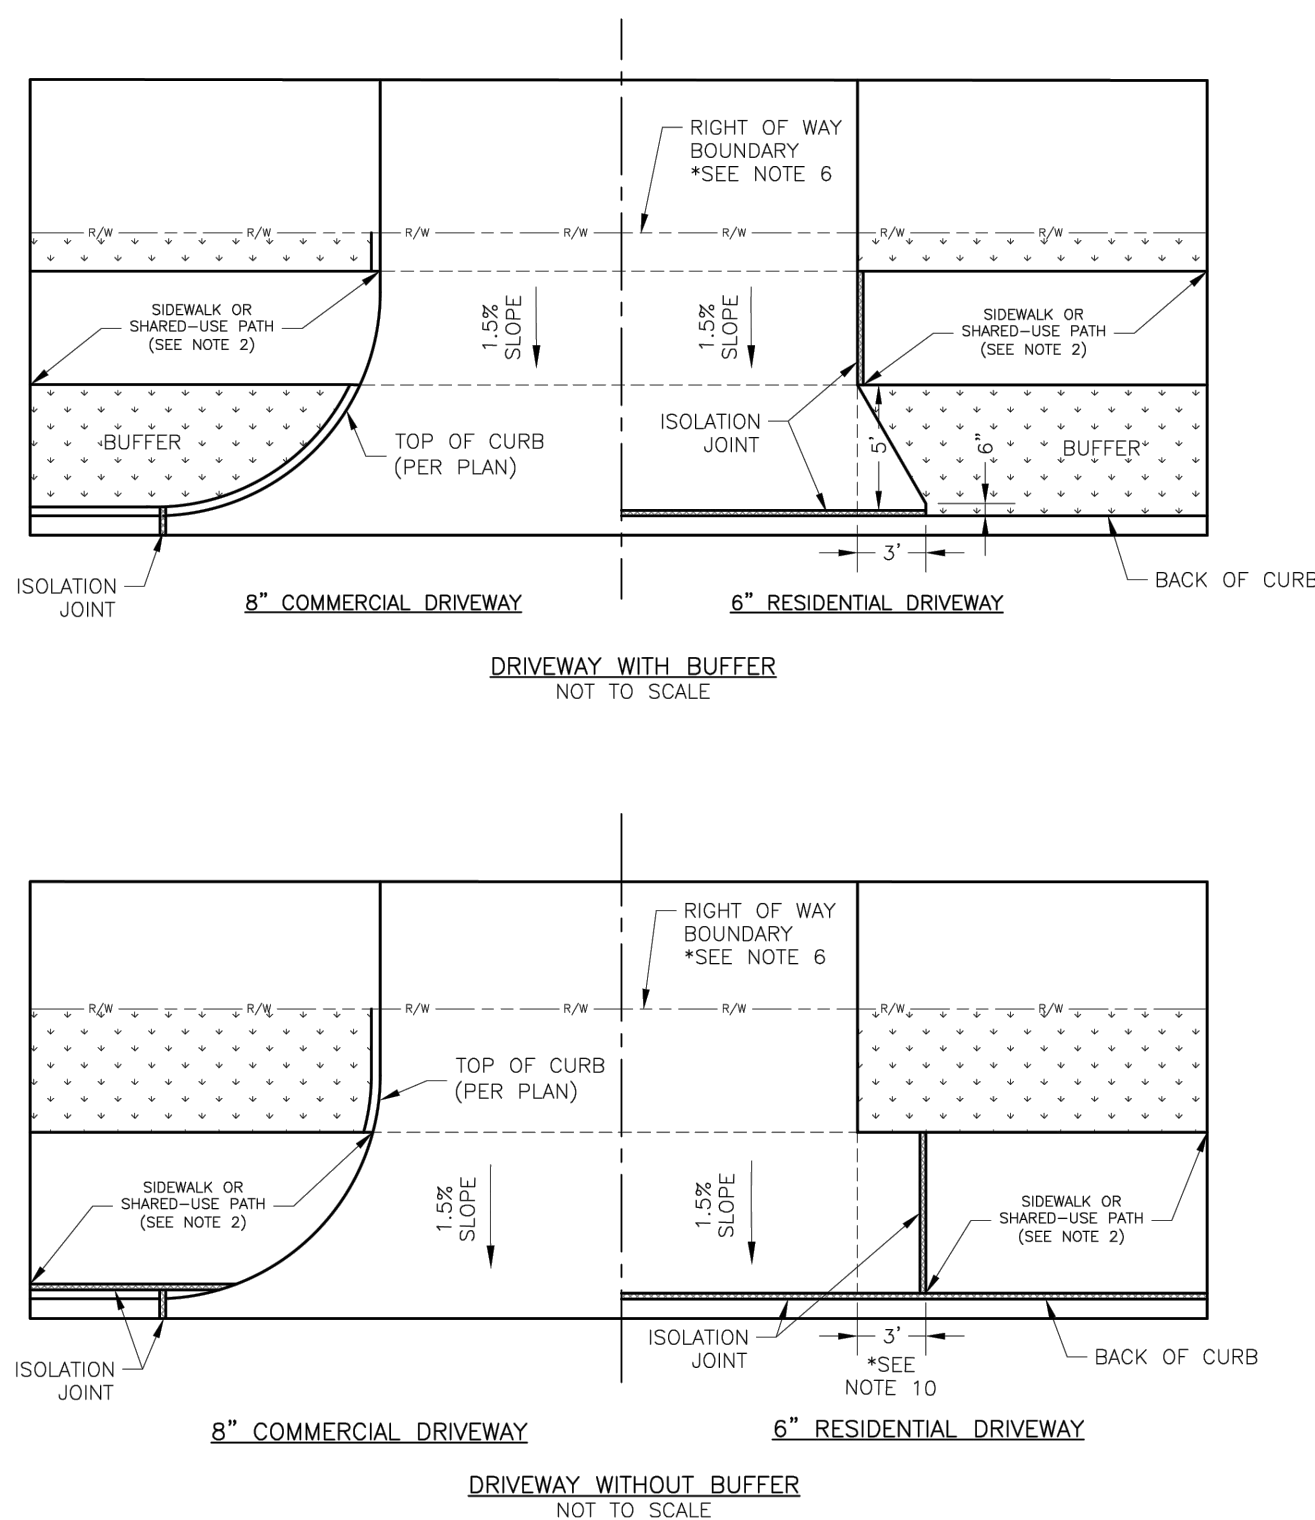 RIGHT OF WAY
BOUNDARY
*SEE NOTE 6
R/W R/W R/W R/W R/W R/W R/W
SIDEWALK OR
SHARED-USE PATH
(SEE NOTE 2)
1.5%
SLOPE
1.5%
SLOPE
SIDEWALK OR
SHARED-USE PATH
(SEE NOTE 2)
BUFFER
TOP OF CURB
(PER PLAN)
ISOLATION
JOINT
5'
6"
BUFFER
3'
ISOLATION
JOINT
BACK OF CURB
8" COMMERCIAL DRIVEWAY
6" RESIDENTIAL DRIVEWAY
DRIVEWAY WITH BUFFER
NOT TO SCALE
RIGHT OF WAY
BOUNDARY
*SEE NOTE 6
R/W R/W R/W R/W R/W R/W R/W
TOP OF CURB
(PER PLAN)
SIDEWALK OR
SHARED-USE PATH
(SEE NOTE 2)
1.5%
SLOPE
1.5%
SLOPE
SIDEWALK OR
SHARED-USE PATH
(SEE NOTE 2)
ISOLATION
JOINT
ISOLATION
JOINT
3'
*SEE
NOTE 10
BACK OF CURB
8" COMMERCIAL DRIVEWAY
6" RESIDENTIAL DRIVEWAY
DRIVEWAY WITHOUT BUFFER
NOT TO SCALE